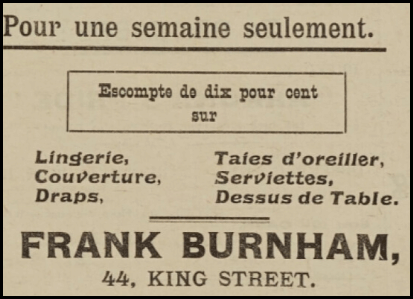 Pour une semaine seulement.
Escompte de dix pour cent
sur
Lingerie, Taies d'oreiller,
Couverture, Serviettes,
Draps, Dessus de Table.
FRANK BURNHAM,
44, KING STREET.